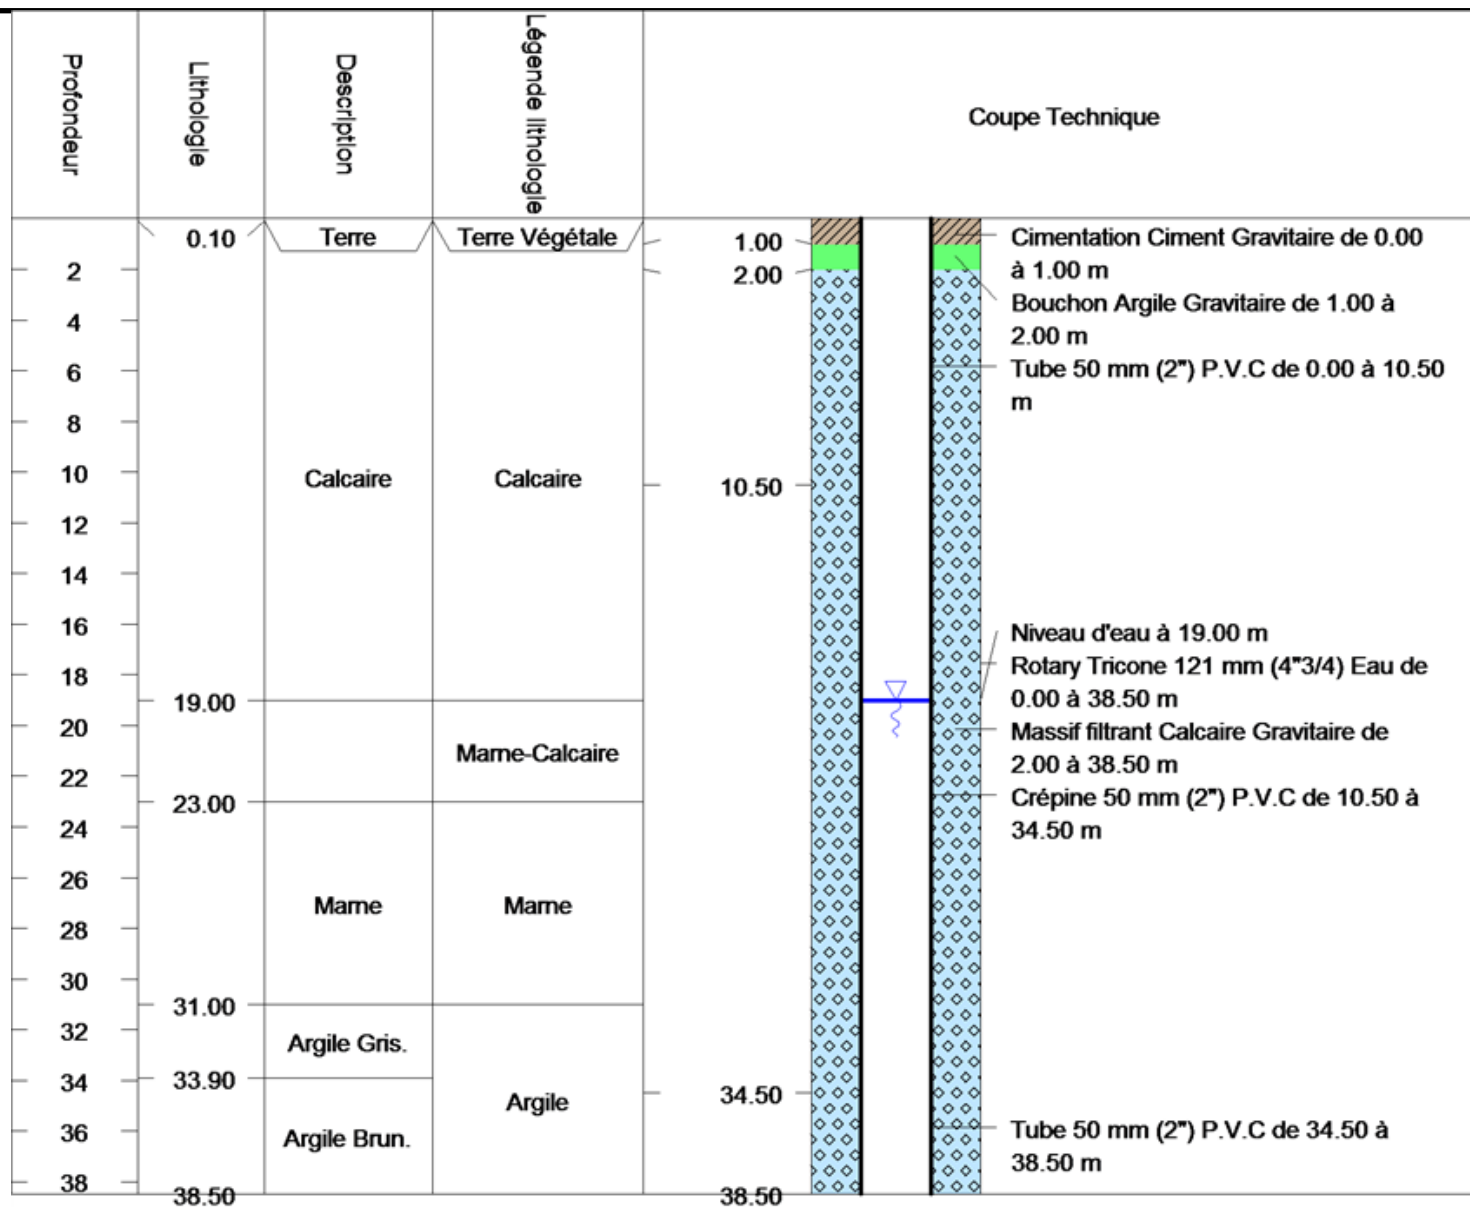 Profondeur
Lithologie
Description
Légende lithologie
Coupe Technique
0.10
Terre
Terre Végétale
1.00
2.00
2
4
6
8
10
12
14
16
18
20
22
24
26
28
30
32
34
36
38
Calcaire
Calcaire
10.50
19.00
Marne-Calcaire
23.00
Marne
Marne
31.00
Argile Gris.
33.90
Argile
34.50
Argile Brun.
38.50
38.50
Cimentation Ciment Gravitaire de 0.00
à 1.00 m
Bouchon Argile Gravitaire de 1.00 à
2.00 m
Tube 50 mm (2") P.V.C de 0.00 à 10.50
m
Niveau d'eau à 19.00 m
Rotary Tricone 121 mm (4"3/4) Eau de
0.00 à 38.50 m
Massif filtrant Calcaire Gravitaire de
2.00 à 38.50 m
Crépine 50 mm (2") P.V.C de 10.50 à
34.50 m
Tube 50 mm (2") P.V.C de 34.50 à
38.50 m